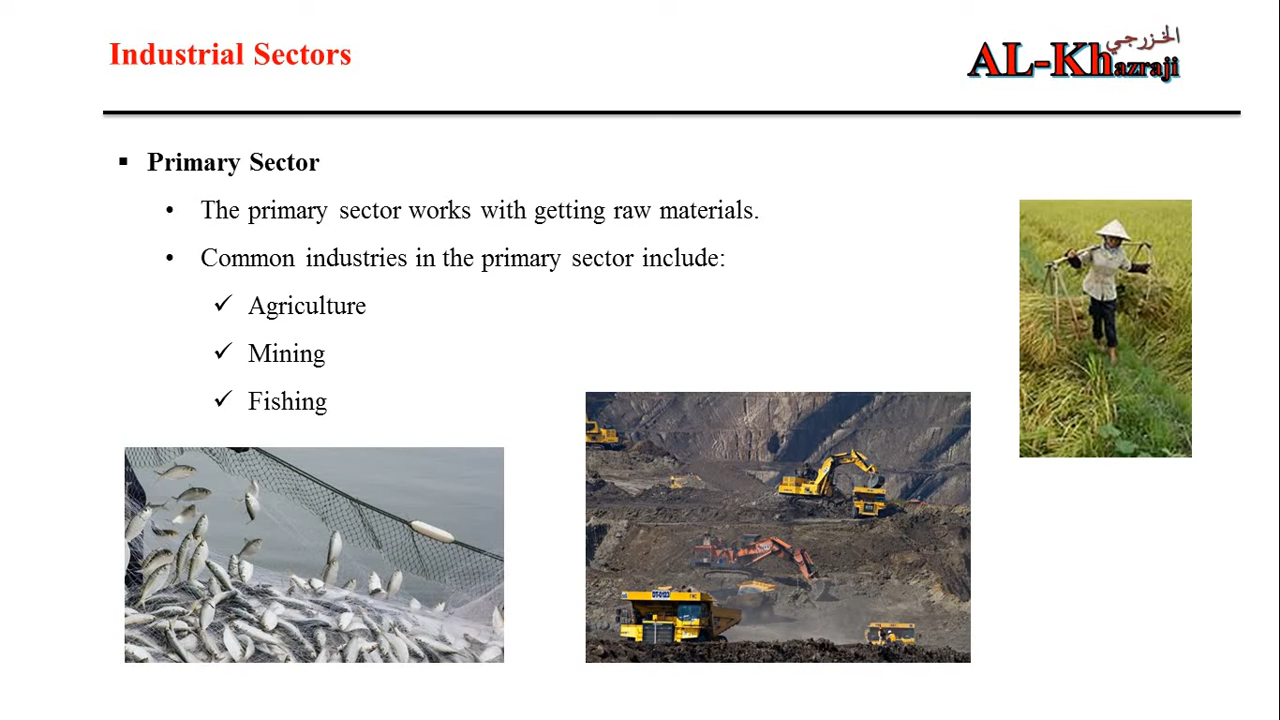 Industrial Sectors
الخزرجي
AL-Khazraji
▪ Primary Sector
• The primary sector works with getting raw materials.
• Common industries in the primary sector include:
✓ Agriculture
✓ Mining
✓ Fishing